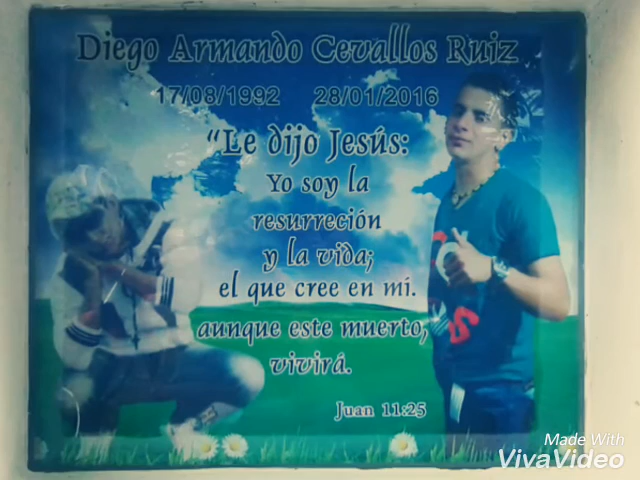 Diego Armando Cevallos Ruiz
17/08/1992 28/01/2016
“Le dijo Jesús:
Yo soy la
resurreción
y la vida;
el que cree en mí.
aunque este muerto,
vivirá.
Juan 11:25
Made With
VivaVideo